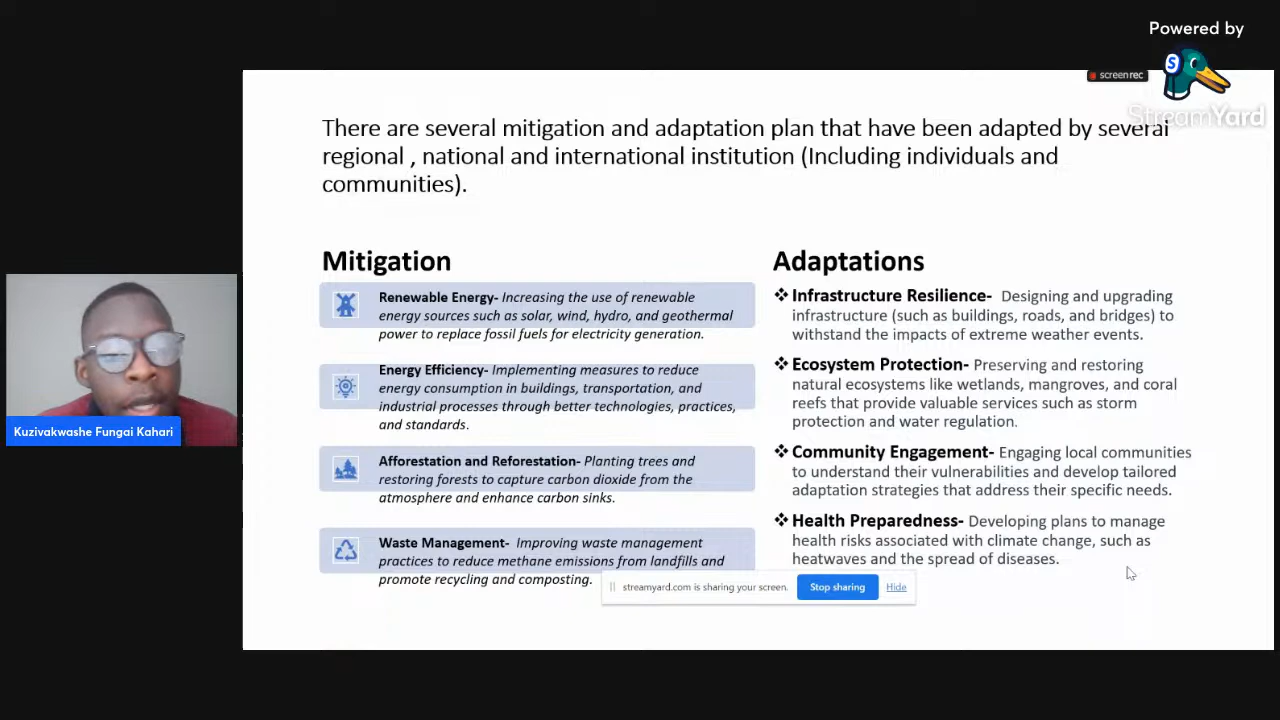 Powered by
screenrec
S
StreamYard
There are several mitigation and adaptation plan that have been adapted by several
regional , national and international institution (Including individuals and
communities).
Mitigation
Renewable Energy- Increasing the use of renewable
energy sources such as solar, wind, hydro, and geothermal
power to replace fossil fuels for electricity generation.
Energy Efficiency- Implementing measures to reduce
energy consumption in buildings, transportation, and
industrial processes through better technologies, practices,
and standards.
Afforestation and Reforestation- Planting trees and
restoring forests to capture carbon dioxide from the
atmosphere and enhance carbon sinks.
Waste Management- Improving waste management
practices to reduce methane emissions from landfills and
promote recycling and composting.
Adaptations
❖Infrastructure Resilience- Designing and upgrading
infrastructure (such as buildings, roads, and bridges) to
withstand the impacts of extreme weather events.
❖Ecosystem Protection- Preserving and restoring
natural ecosystems like wetlands, mangroves, and coral
reefs that provide valuable services such as storm
protection and water regulation.
❖Community Engagement- Engaging local communities
to understand their vulnerabilities and develop tailored
adaptation strategies that address their specific needs.
❖Health Preparedness- Developing plans to manage
health risks associated with climate change, such as
heatwaves and the spread of diseases.
streamyard.com is sharing your screen. Stop sharing Hide
Kuzivakwashe Fungai Kahari